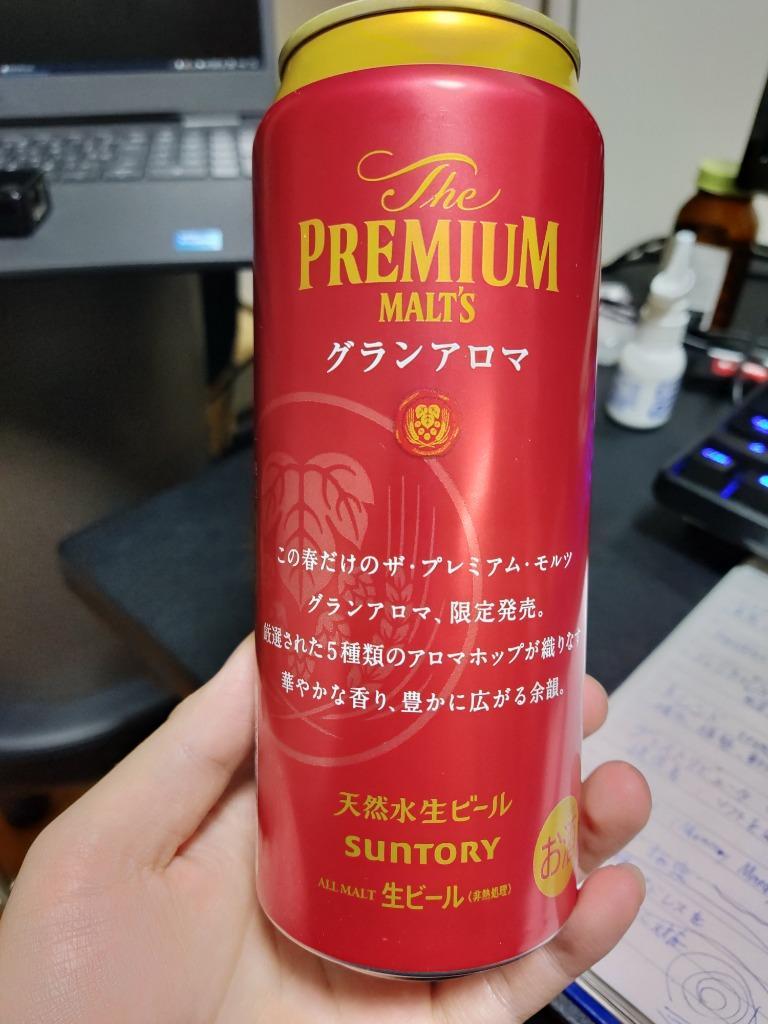 The
PREMIUM
MALT'S
グランアロマ
この春だけのザ・プレミアム・モルツ
グランアロマ、限定発売。
厳選された5種類のアロマホップが織りなす
華やかな香り、豊かに広がる余韻。
天然水生ビール
SUNTORY
お酒
ALL MALT 生ビール(非熱処理)